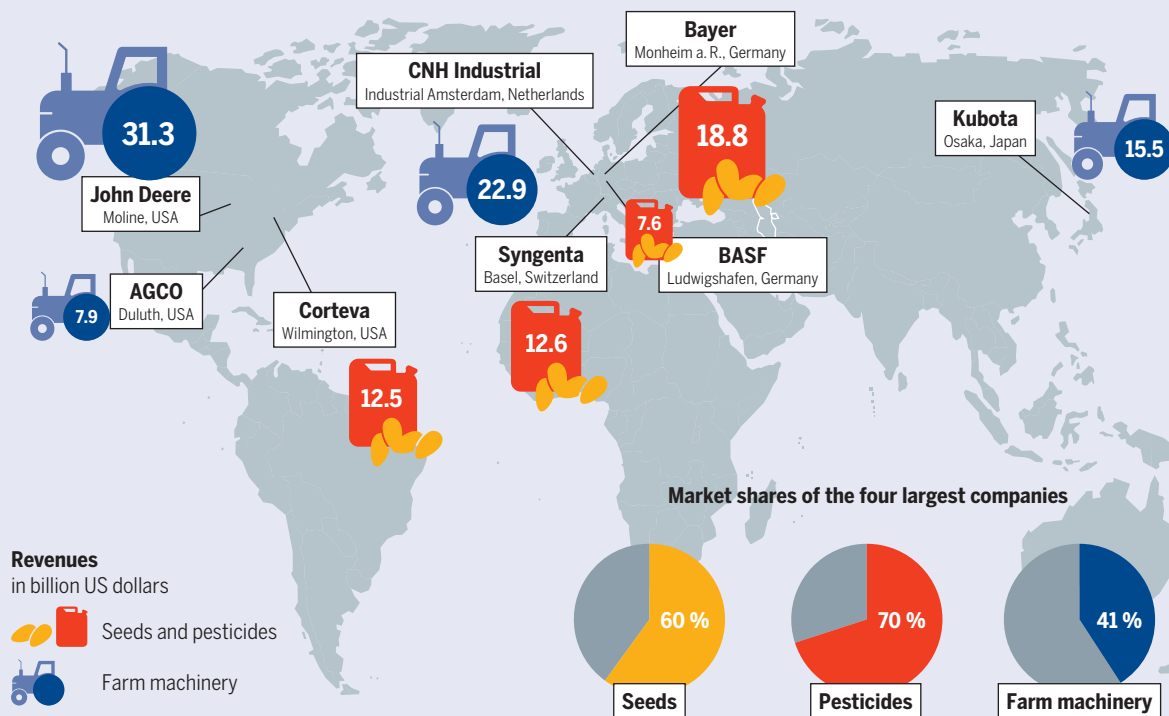 Bayer
Monheim a. R., Germany
CNH Industrial
Industrial Amsterdam, Netherlands
18.8
Kubota
Osaka, Japan
15.5
31.3
John Deere
Moline, USA
22.9
7.6
Syngenta
Basel, Switzerland
BASF
Ludwigshafen, Germany
AGCO
Duluth, USA
7.9
Corteva
Wilmington, USA
12.6
12.5
Market shares of the four largest companies
Revenues
in billion US dollars
Seeds and pesticides
Farm machinery
60 %
70 %
41 %
Seeds
Pesticides
Farm machinery